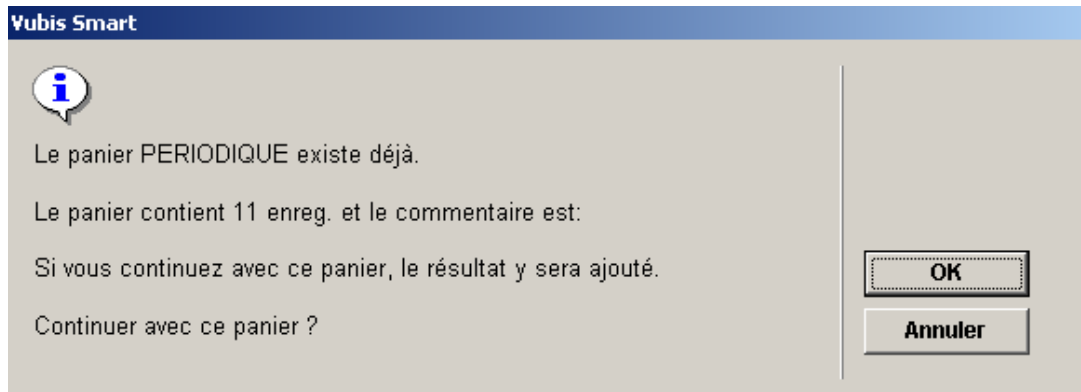 Vubis Smart
Le panier PERIODIQUE existe déjà.
Le panier contient 11 enreg. et le commentaire est:
Si vous continuez avec ce panier, le résultat y sera ajouté.
Continuer avec ce panier ?
OK
Annuler